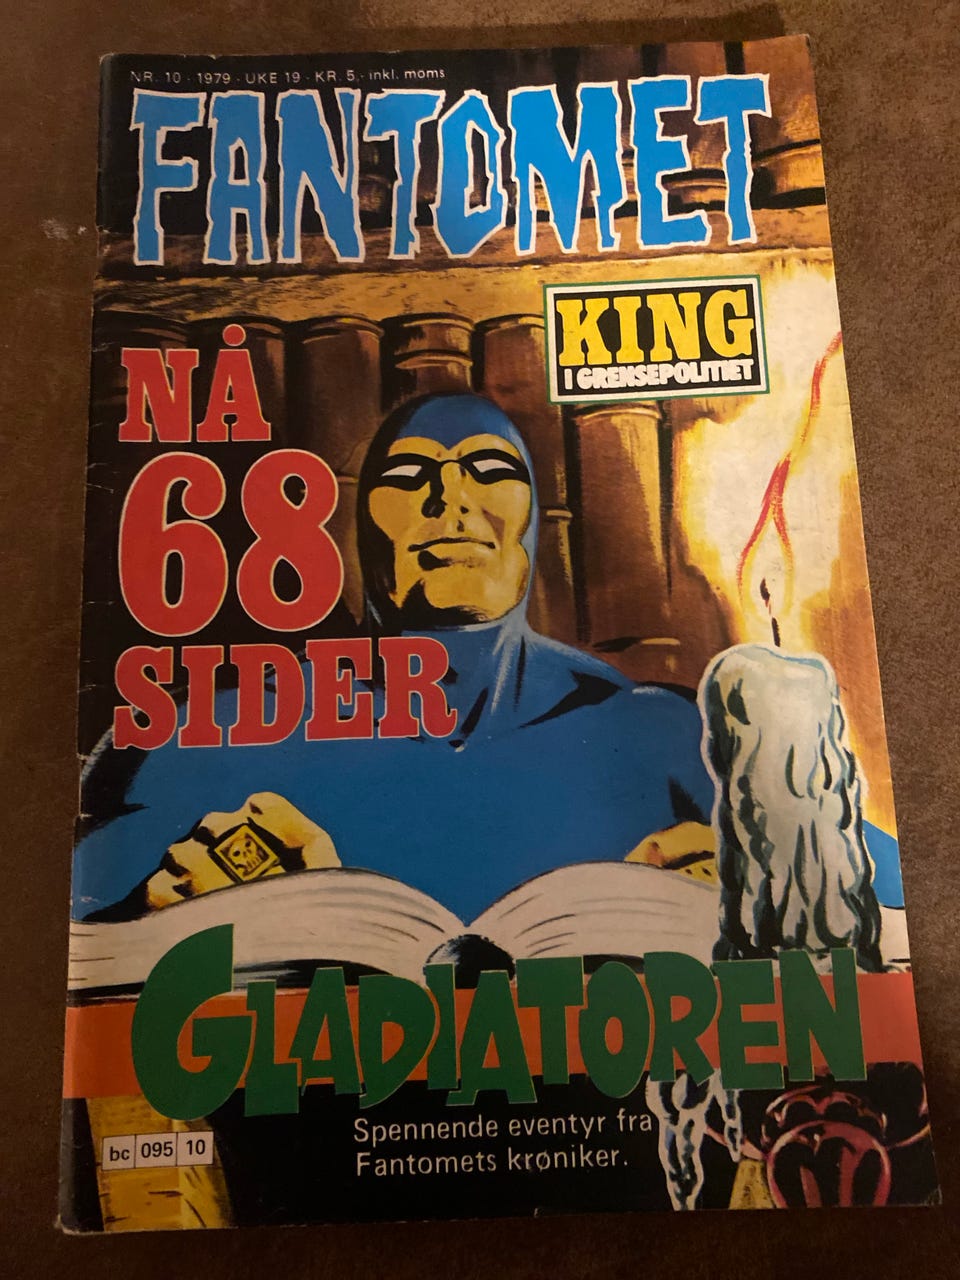 NR. 10 · 1979 · UKE 19 · KR. 5,- inkl. moms
FANTOMET
KING
I GRENSEPOLITIET
NÅ
68
SIDER
GLADIATOREN
Spennende eventyr fra
Fantomets krøniker.
bc 095 10